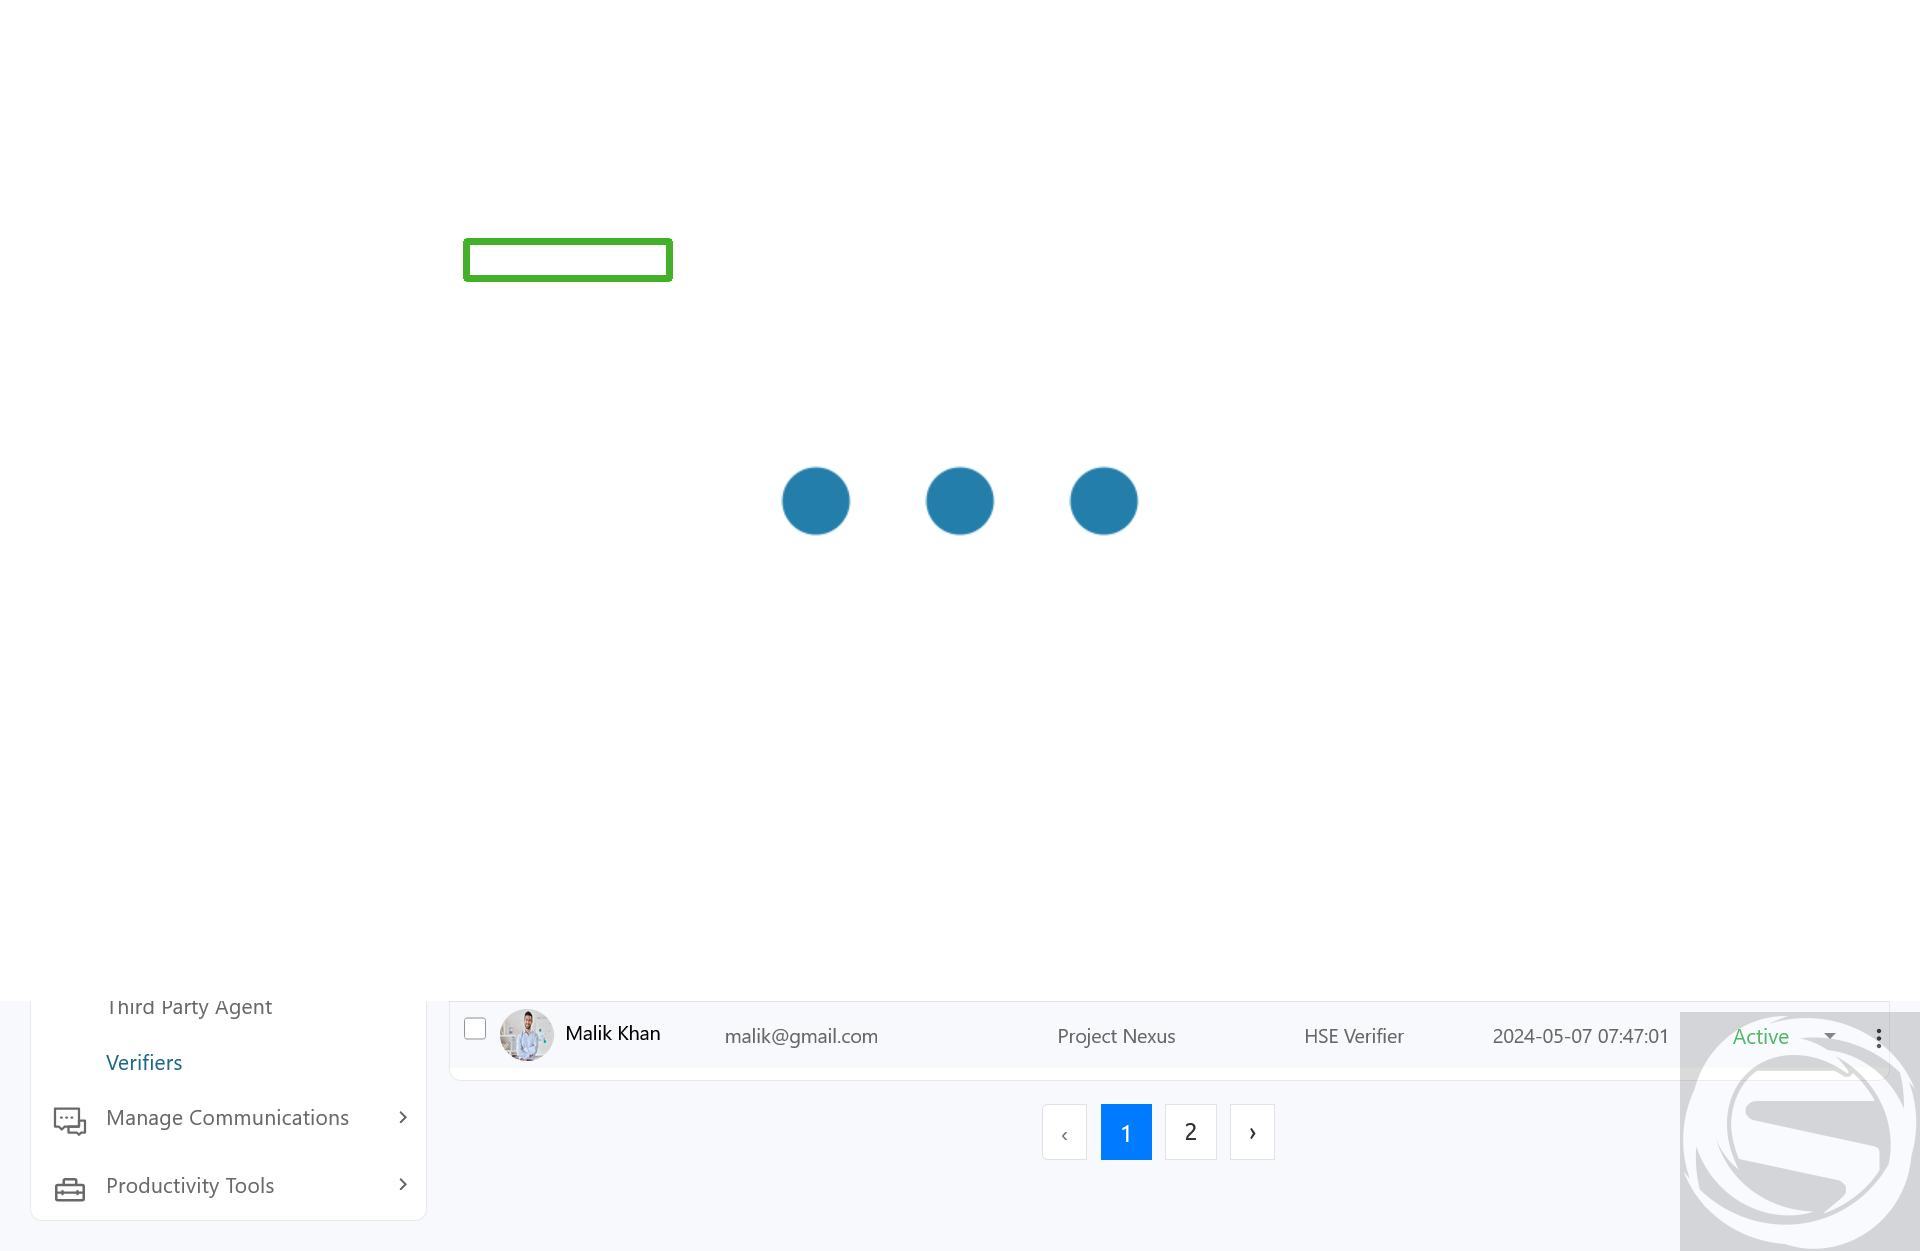 Third Party Agent
Malik Khan malik@gmail.com Project Nexus HSE Verifier 2024-05-07 07:47:01 Active
Verifiers
Manage Communications
‹ 1 2 ›
Productivity Tools